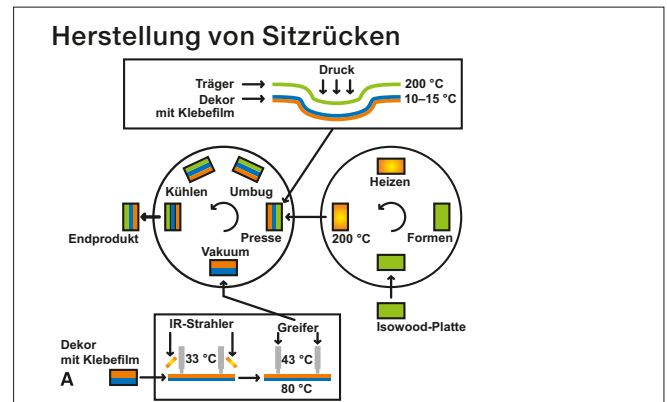 Herstellung von Sitzrücken
Druck
Träger
200 °C
Dekor
mit Klebefilm
10–15 °C
Kühlen
Umbug
Heizen
Endprodukt
Presse
200 °C
Formen
Vakuum
Isowood-Platte
IR-Strahler
Greifer
Dekor
mit Klebefilm
33 °C
43 °C
A
80 °C